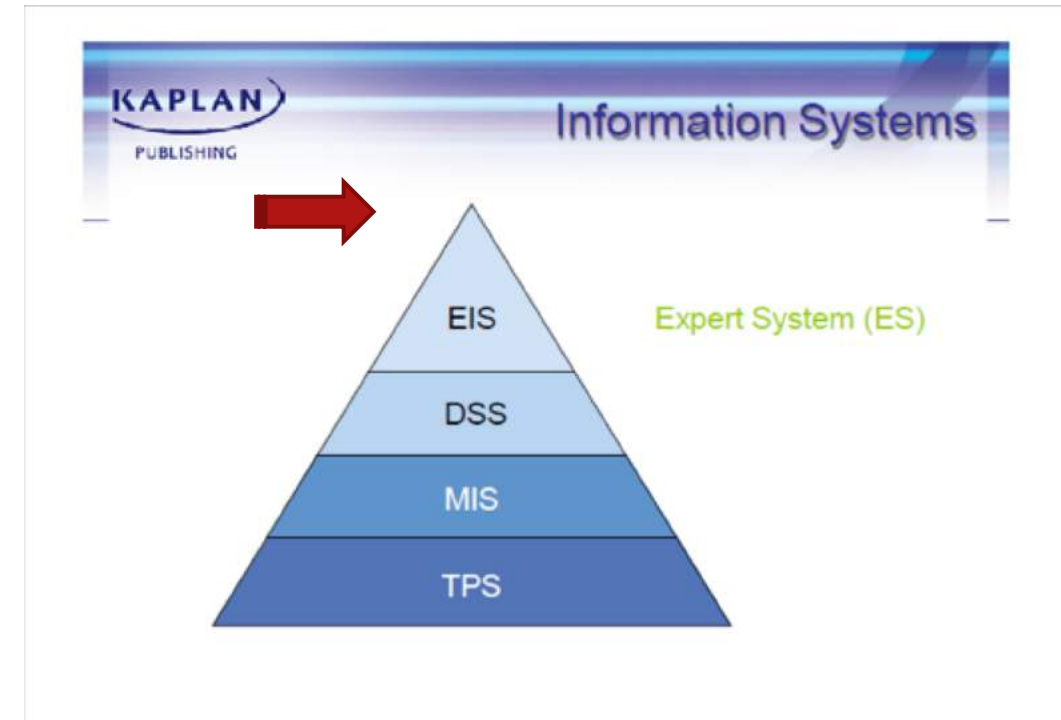 KAPLAN
PUBLISHING
Information Systems
EIS
Expert System (ES)
DSS
MIS
TPS